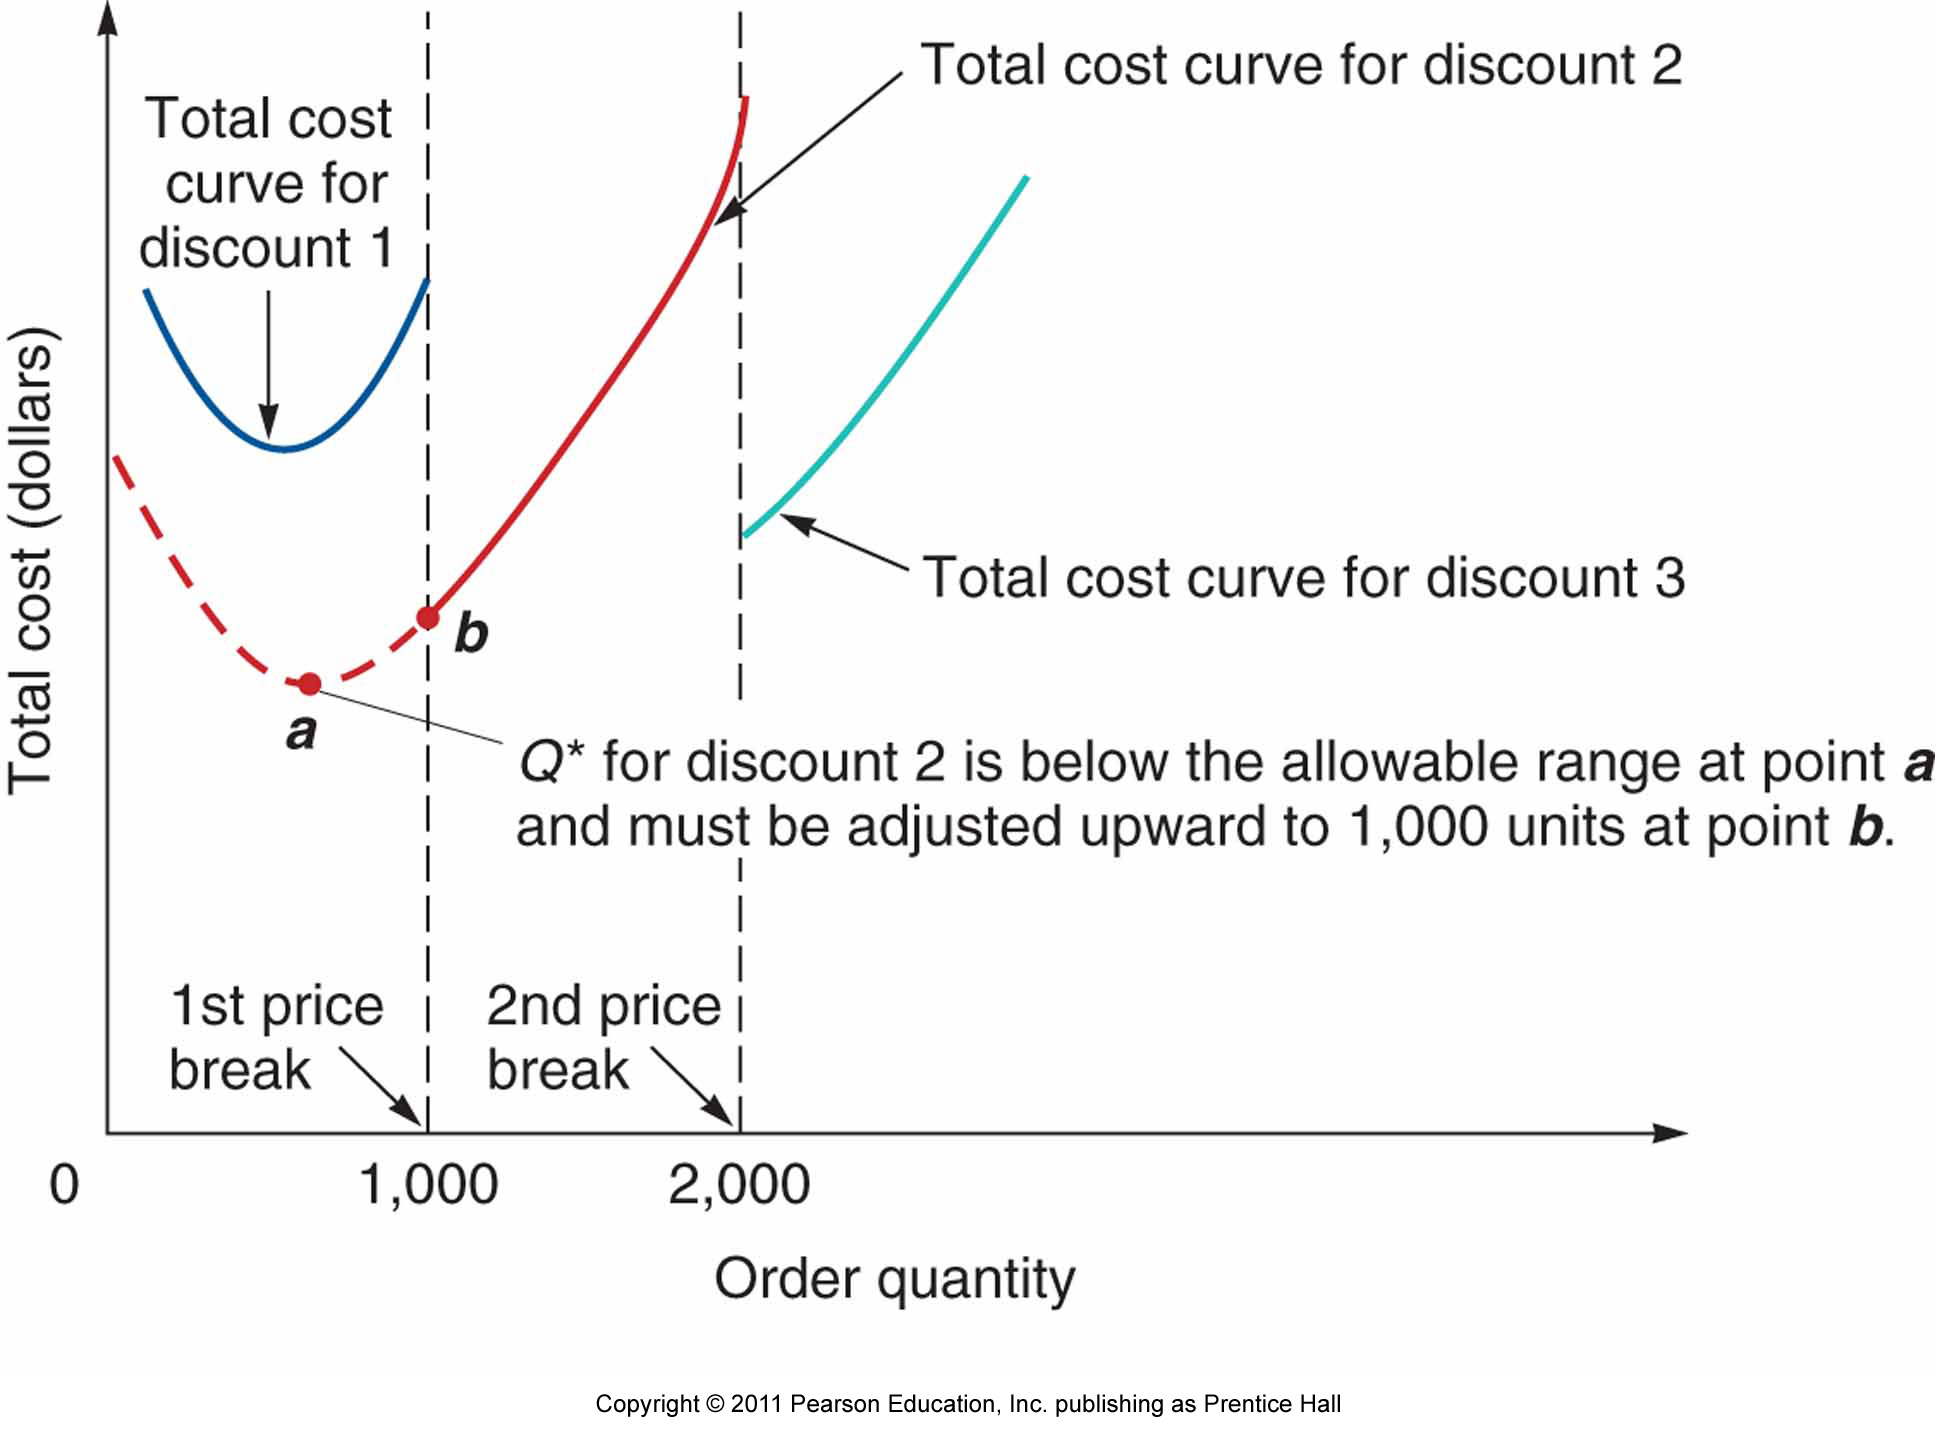 Total cost curve for discount 2
Total cost
curve for
discount 1
Total cost (dollars)
Total cost curve for discount 3
b
a
Q* for discount 2 is below the allowable range at point a
and must be adjusted upward to 1,000 units at point b.
1st price
break
2nd price
break
0
1,000
2,000
Order quantity
Copyright © 2011 Pearson Education, Inc. publishing as Prentice Hall